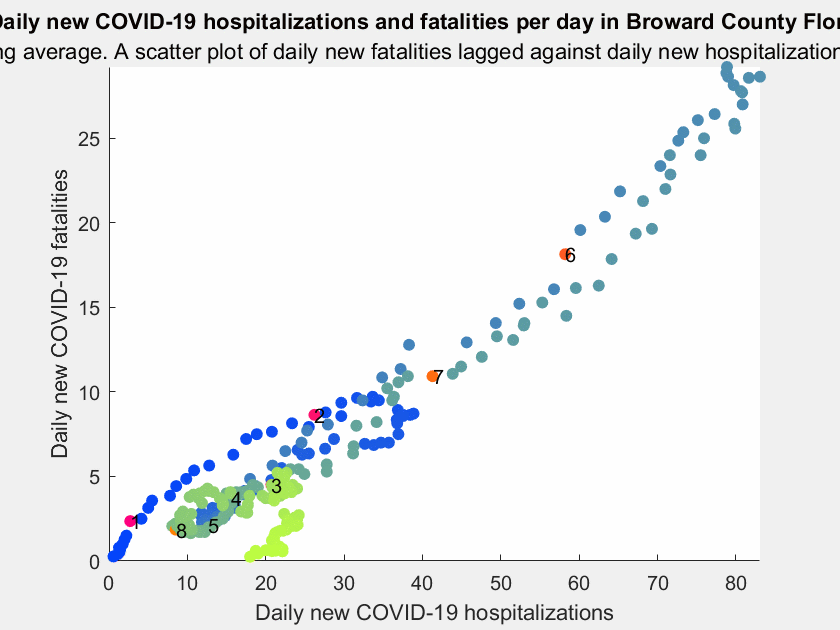 Daily new COVID-19 hospitalizations and fatalities per day in Broward County Flor
ng average. A scatter plot of daily new fatalities lagged against daily new hospitalization
Daily new COVID-19 fatalities
25
20
15
10
5
0
6
7
2
3
4
1
5
8
0 10 20 30 40 50 60 70 80
Daily new COVID-19 hospitalizations